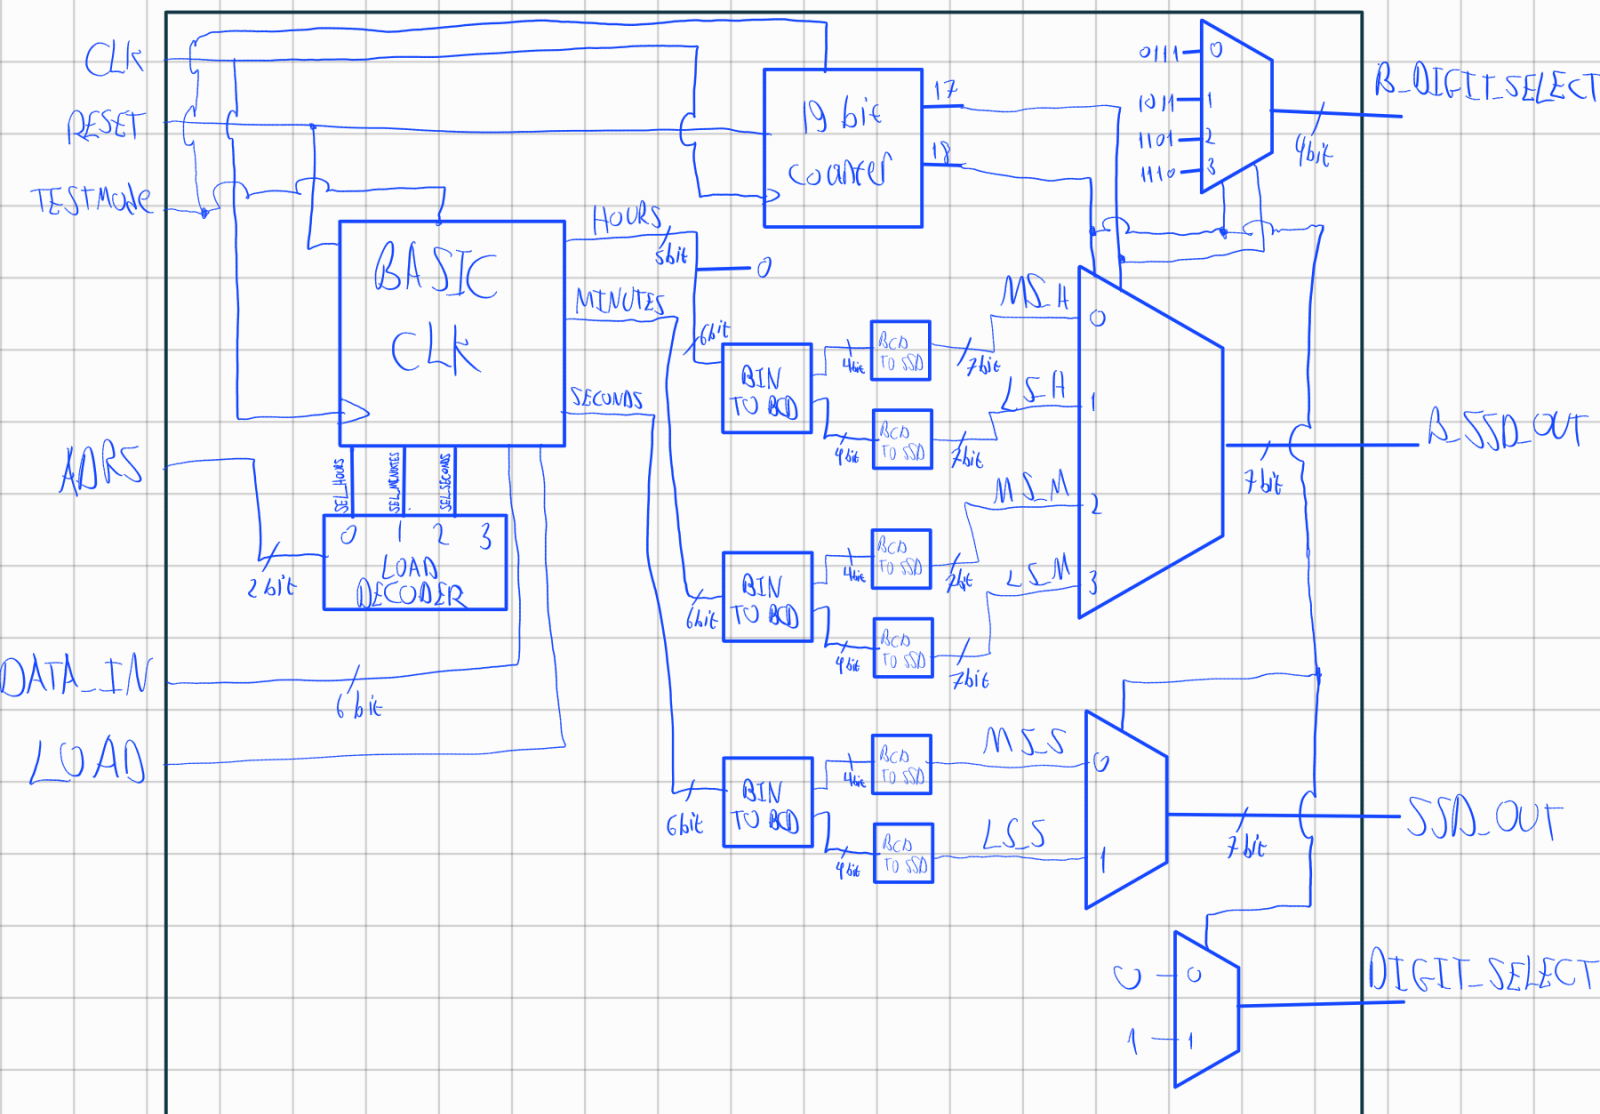 CLK
RESET
TESTMODE
ADRS
2bit
DATA_IN
6bit
LOAD
BASIC
CLK
SEL_HOURS
SEL_MINUTES
SEL_SECONDS
0 1 2 3
LOAD
DECODER
HOURS
5bit
0
MINUTES
SECONDS
19 bit
counter
17
18
6bit
BIN
TO BCD
4bit
BCD
TO SSD
7bit
MS_H
4bit
BCD
TO SSD
7bit
LS_H
6bit
BIN
TO BCD
4bit
BCD
TO SSD
7bit
MS_M
4bit
BCD
TO SSD
7bit
LS_M
6bit
BIN
TO BCD
4bit
BCD
TO SSD
MS_S
4bit
BCD
TO SSD
LS_S
0111 0
1011 1
1101 2
1110 3
4bit
B_DIGIT_SELECT
0
1
2
3
7bit
B_SSD_OUT
0
1
7bit
SSD_OUT
0 0
1 1
DIGIT_SELECT